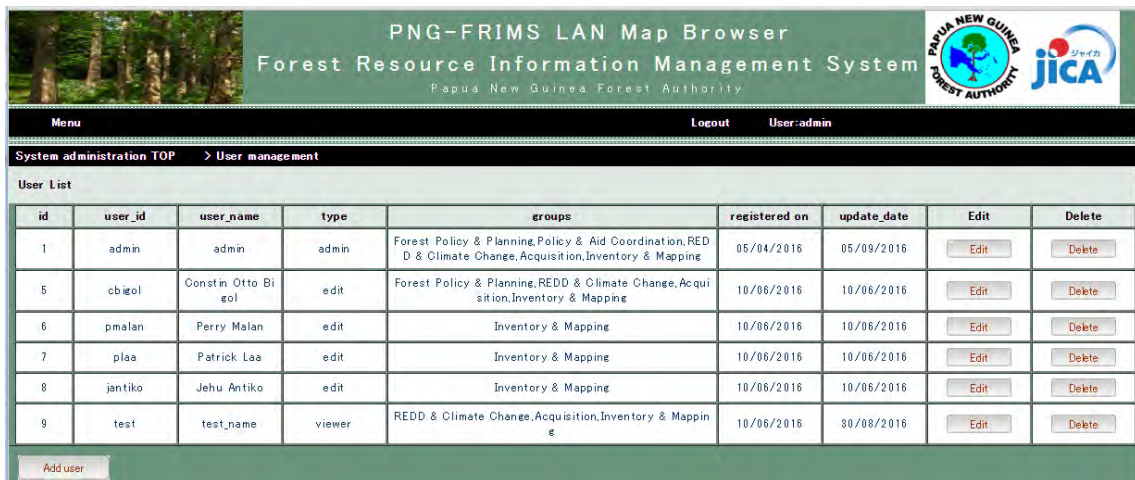 PNG-FRIMS LAN Map Browser
Forest Resource Information Management System
Papua New Guinea Forest Authority
PAPUA NEW GUINEA
FOREST AUTHORITY
ジャイカ
jICA
Menu Logout User:admin
System administration TOP > User management
User List
id user_id user_name type groups registered on update_date Edit Delete
1 admin admin admin Forest Policy & Planning,Policy & Aid Coordination,RED
D & Climate Change,Acquisition,Inventory & Mapping 05/04/2016 05/09/2016 Edit Delete
5 cbigol Constin Otto Bi
gol edit Forest Policy & Planning,REDD & Climate Change,Acqui
sition,Inventory & Mapping 10/06/2016 10/06/2016 Edit Delete
6 pmalan Perry Malan edit Inventory & Mapping 10/06/2016 10/06/2016 Edit Delete
7 plaa Patrick Laa edit Inventory & Mapping 10/06/2016 10/06/2016 Edit Delete
8 jantiko Jehu Antiko edit Inventory & Mapping 10/06/2016 10/06/2016 Edit Delete
9 test test_name viewer REDD & Climate Change,Acquisition,Inventory & Mappin
g 10/06/2016 30/08/2016 Edit Delete
Add user